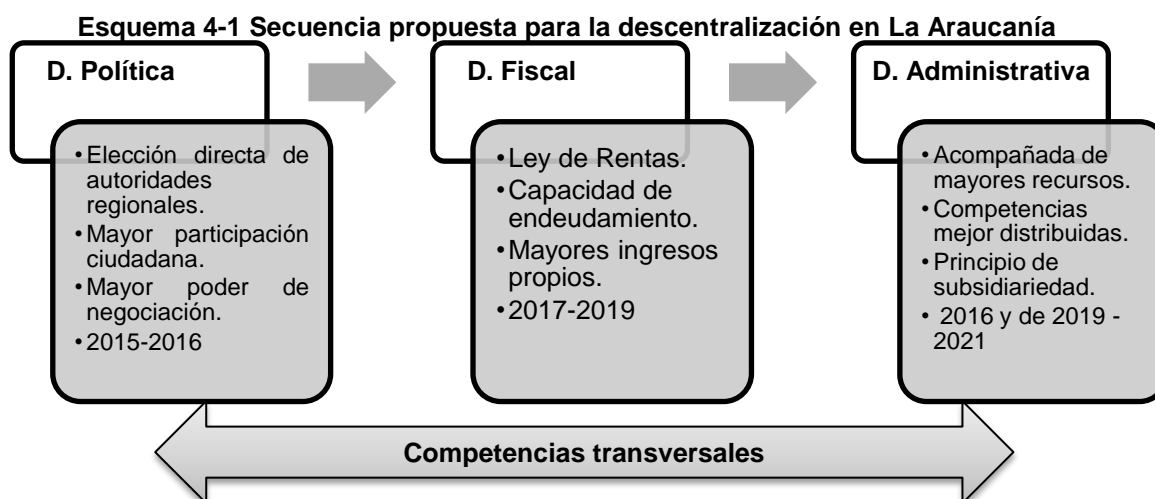 Esquema 4-1 Secuencia propuesta para la descentralización en La Araucanía
D. Política
•Elección directa de
autoridades
regionales.
•Mayor participación
ciudadana.
•Mayor poder de
negociación.
•2015-2016
D. Fiscal
•Ley de Rentas.
•Capacidad de
endeudamiento.
•Mayores ingresos
propios.
•2017-2019
D. Administrativa
•Acompañada de
mayores recursos.
•Competencias
mejor distribuidas.
•Principio de
subsidiariedad.
• 2016 y de 2019 -
2021
Competencias transversales